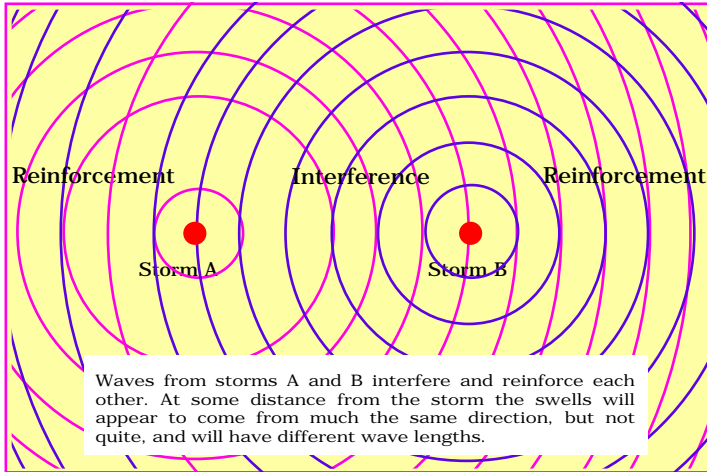 Reinforcement Interference Reinforcement
Storm A Storm B
Waves from storms A and B interfere and reinforce each
other. At some distance from the storm the swells will
appear to come from much the same direction, but not
quite, and will have different wave lengths.